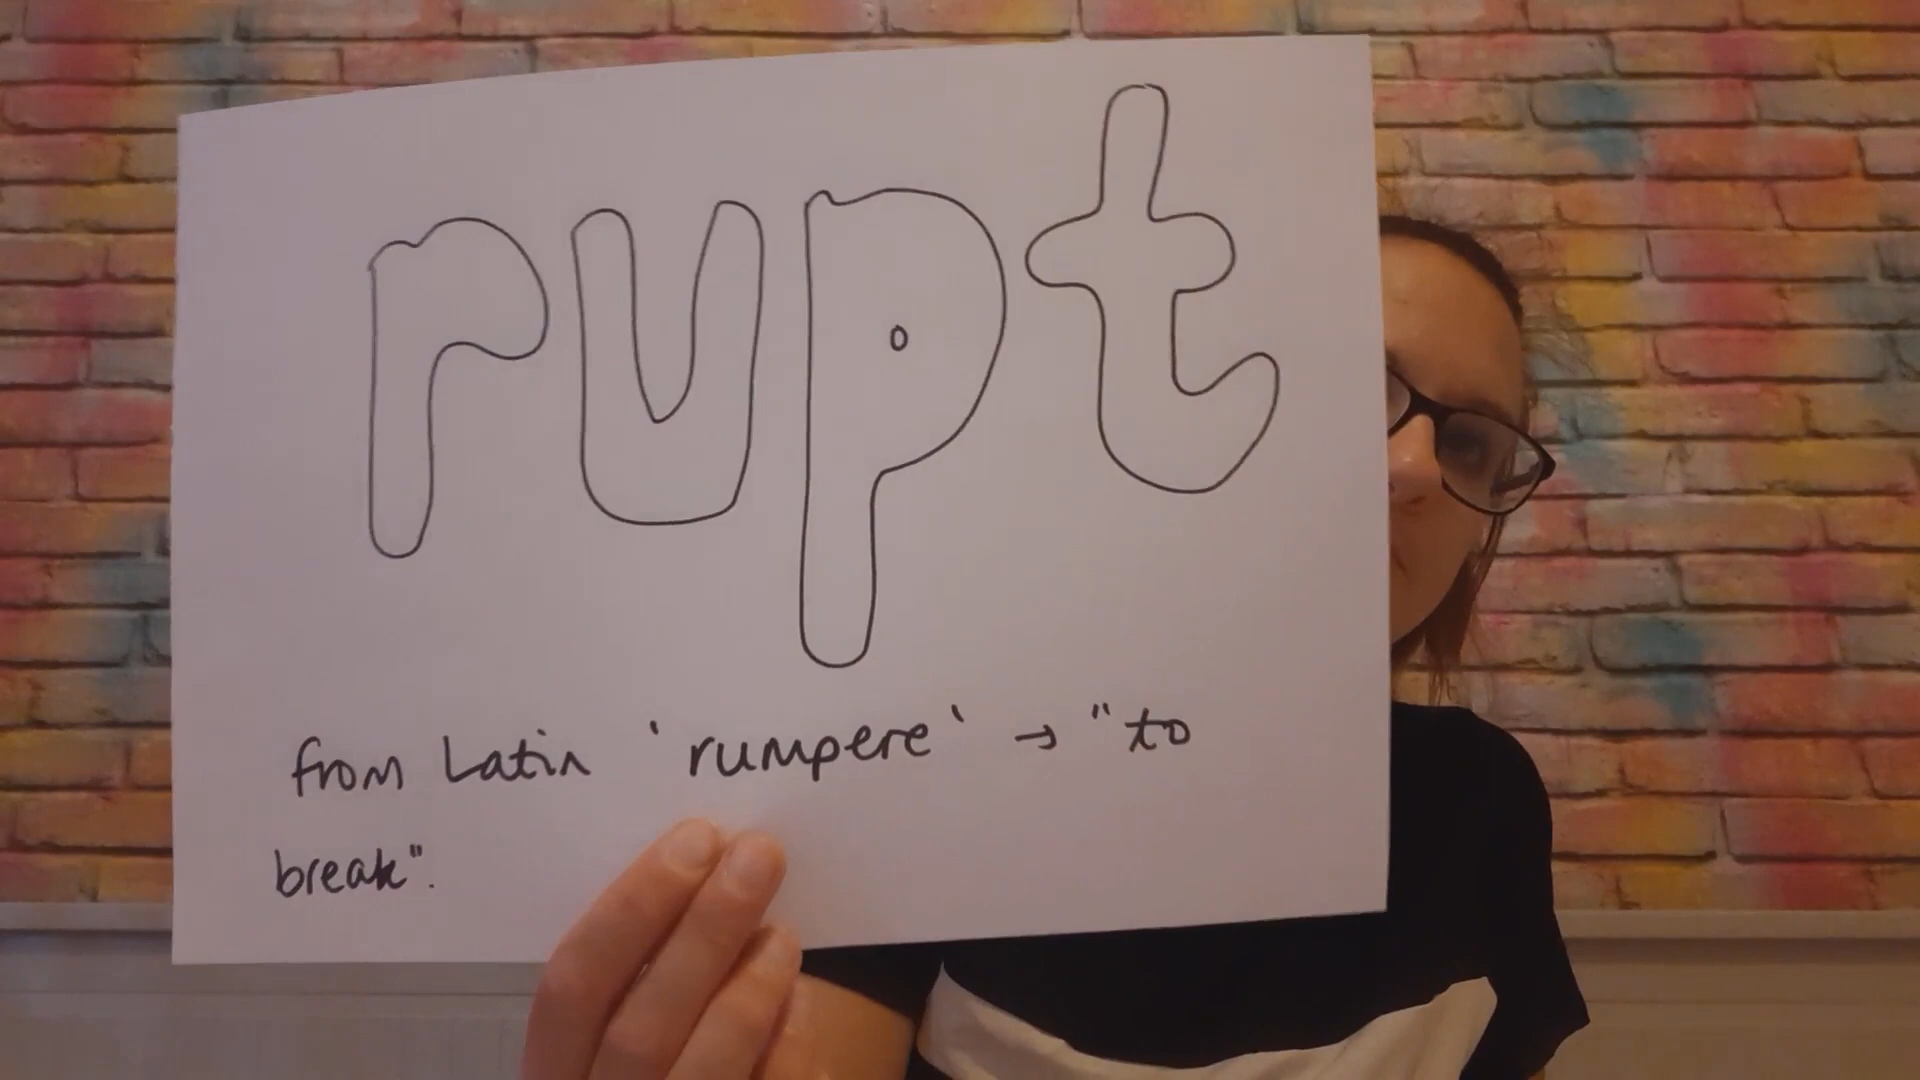 rupt
from Latin 'rumpere' → "to
break".